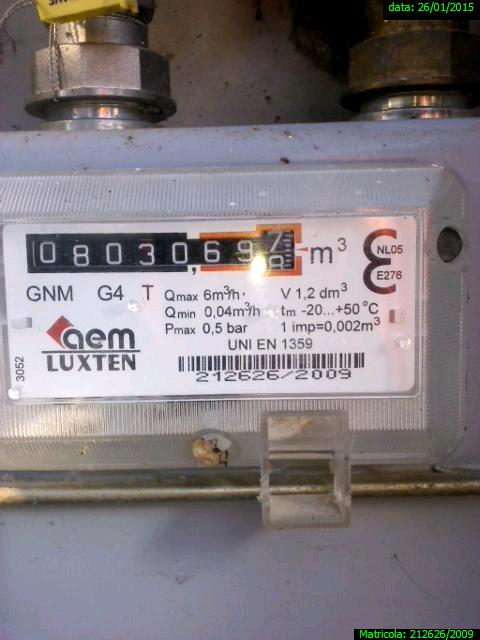 data: 26/01/2015
08030,697
8
m³
GNM G4 T
Qmax 6m³/h, V 1,2 dm³
Qmin 0,04m³/h tm -20...+50°C
Pmax 0,5 bar 1 imp=0,002m³
UNI EN 1359
NL05
E276
aem
LUXTEN
3052
212626/2009
Matricola: 212626/2009